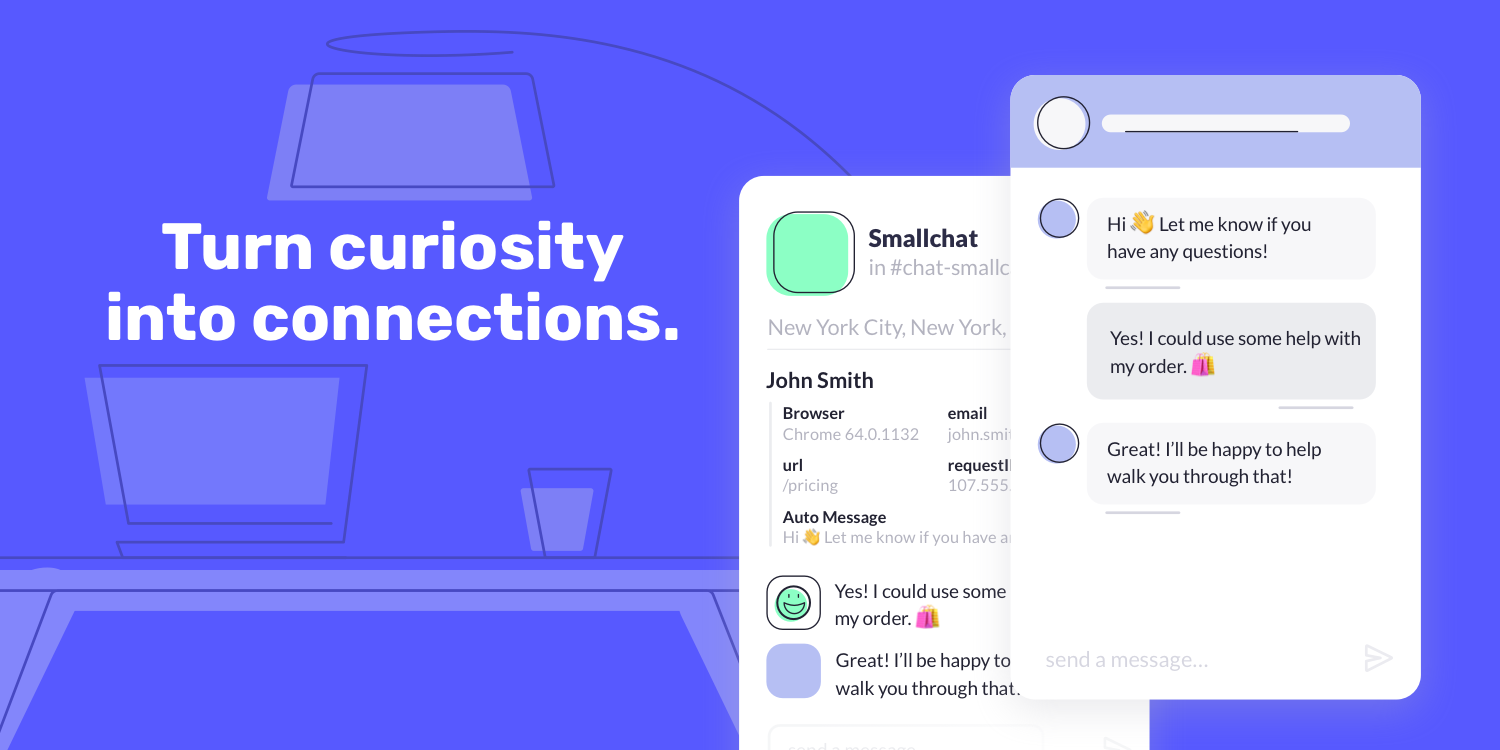 Turn curiosity
into connections.
Smallchat
in #chat-smallc
New York City, New York,
John Smith
Browser
Chrome 64.0.1132
email
john.smit
url
/pricing
requestI
107.555.
Auto Message
Hi 👋 Let me know if you have a
Yes! I could use some
my order. 🛍️
Great! I’ll be happy to
walk you through that.
send a message
Hi 👋 Let me know if you
have any questions!
Yes! I could use some help with
my order. 🛍️
Great! I’ll be happy to help
walk you through that!
send a message...